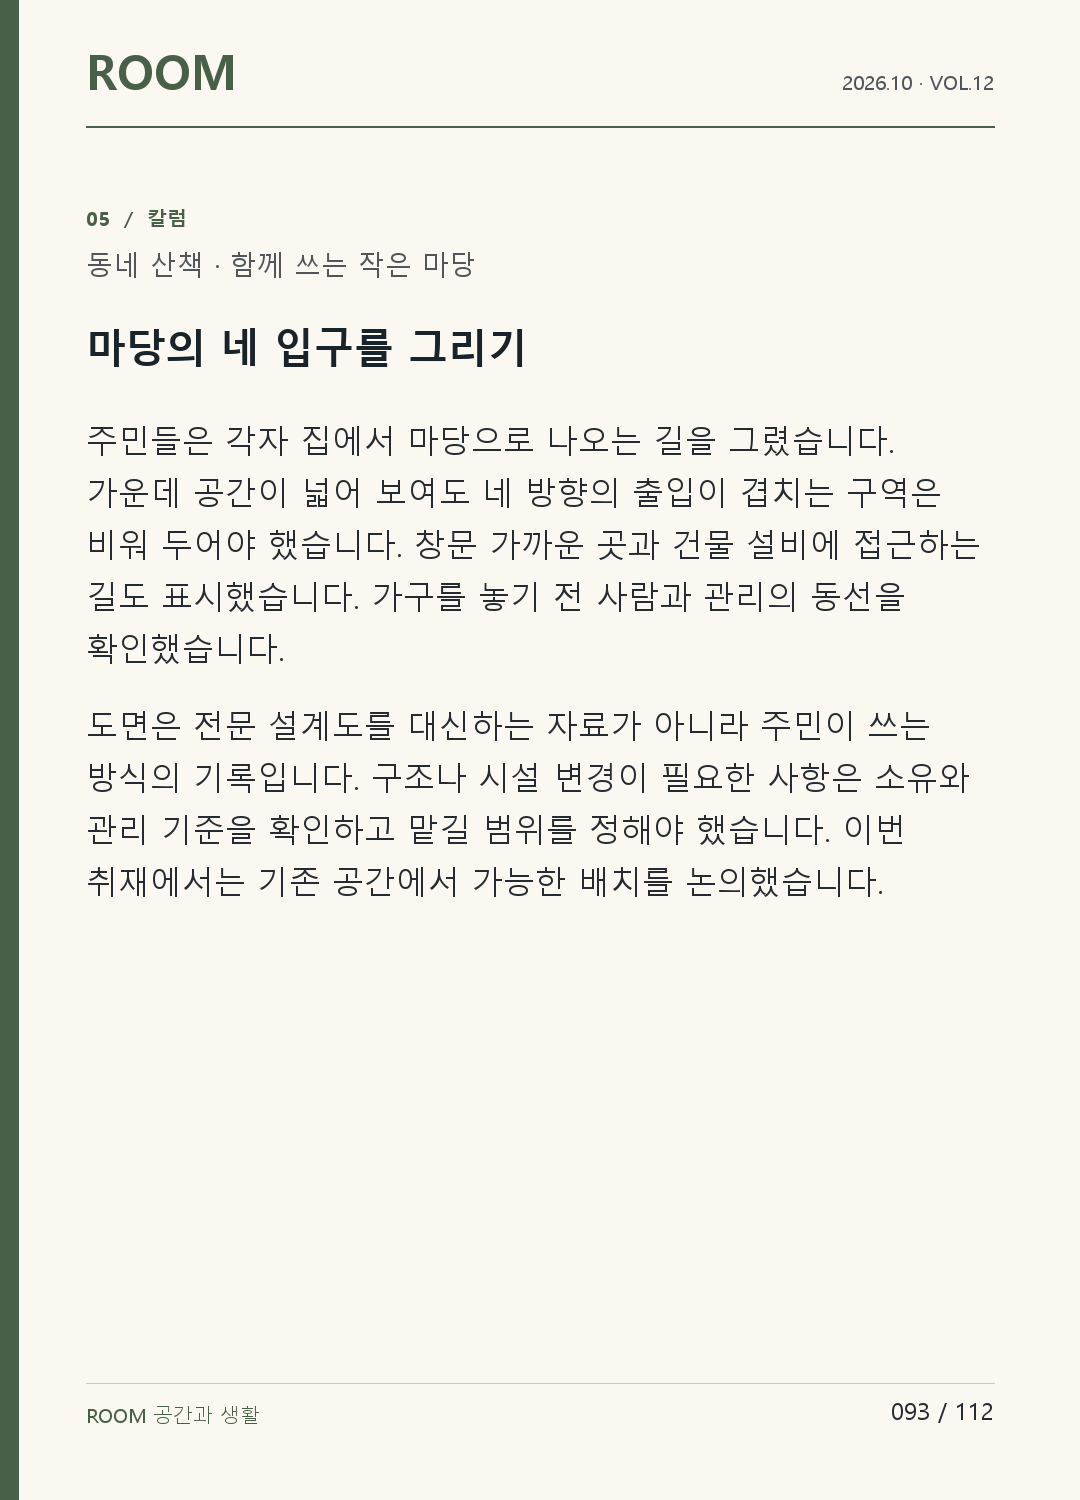 ROOM
2026.10 · VOL.12
05 / 칼럼
동네 산책 · 함께 쓰는 작은 마당
마당의 네 입구를 그리기
주민들은 각자 집에서 마당으로 나오는 길을 그렸습니다.
가운데 공간이 넓어 보여도 네 방향의 출입이 겹치는 구역은
비워 두어야 했습니다. 창문 가까운 곳과 건물 설비에 접근하는
길도 표시했습니다. 가구를 놓기 전 사람과 관리의 동선을
확인했습니다.
도면은 전문 설계도를 대신하는 자료가 아니라 주민이 쓰는
방식의 기록입니다. 구조나 시설 변경이 필요한 사항은 소유와
관리 기준을 확인하고 맡길 범위를 정해야 했습니다. 이번
취재에서는 기존 공간에서 가능한 배치를 논의했습니다.
ROOM 공간과 생활
093 / 112